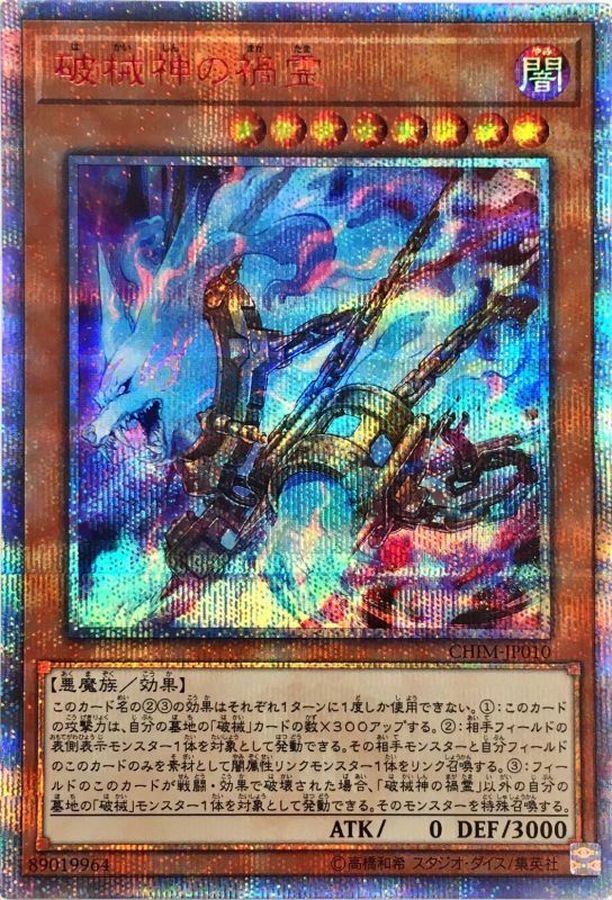 破械神の禍霊
闇
CHIM-JP010
【悪魔族／効果】
このカード名の②③の効果はそれぞれ1ターンに1度しか使用できない。①：このカード
の攻撃力は、自分の墓地の「破械」カードの数×300アップする。②：相手フィールドの
表側表示モンスター1体を対象として発動できる。その相手モンスターと自分フィールド
のこのカードのみを素材として闇属性リンクモンスター1体をリンク召喚する。③：フィー
ルドのこのカードが戦闘・効果で破壊された場合、「破械神の禍霊」以外の自分の
墓地の「破械」モンスター1体を対象として発動できる。そのモンスターを特殊召喚する。
ATK/ 0 DEF/3000
89019964 ©高橋和希 スタジオ・ダイス/集英社